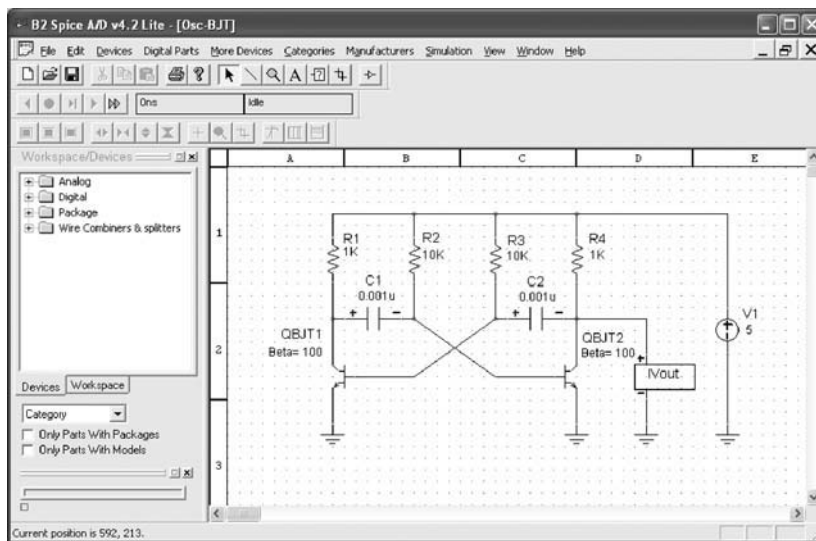 B2 Spice A/D v4.2 Lite - [Osc-BJT]
File Edit Devices Digital Parts More Devices Categories Manufacturers Simulation View Window Help
A
0ns Idle
Workspace/Devices
Analog
Digital
Package
Wire Combiners & splitters
Devices Workspace
Category
Only Parts With Packages
Only Parts With Models
A B C D E
1
2
3
R1
1K
R2
10K
R3
10K
R4
1K
C1
0.001u
C2
0.001u
+ - + -
QBJT1
Beta= 100
QBJT2
Beta= 100
+
IVout
-
V1
5
Current position is 592, 213.